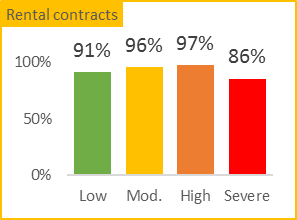 Rental contracts
91% 96% 97% 86%
100%
50%
0%
Low Mod. High Severe